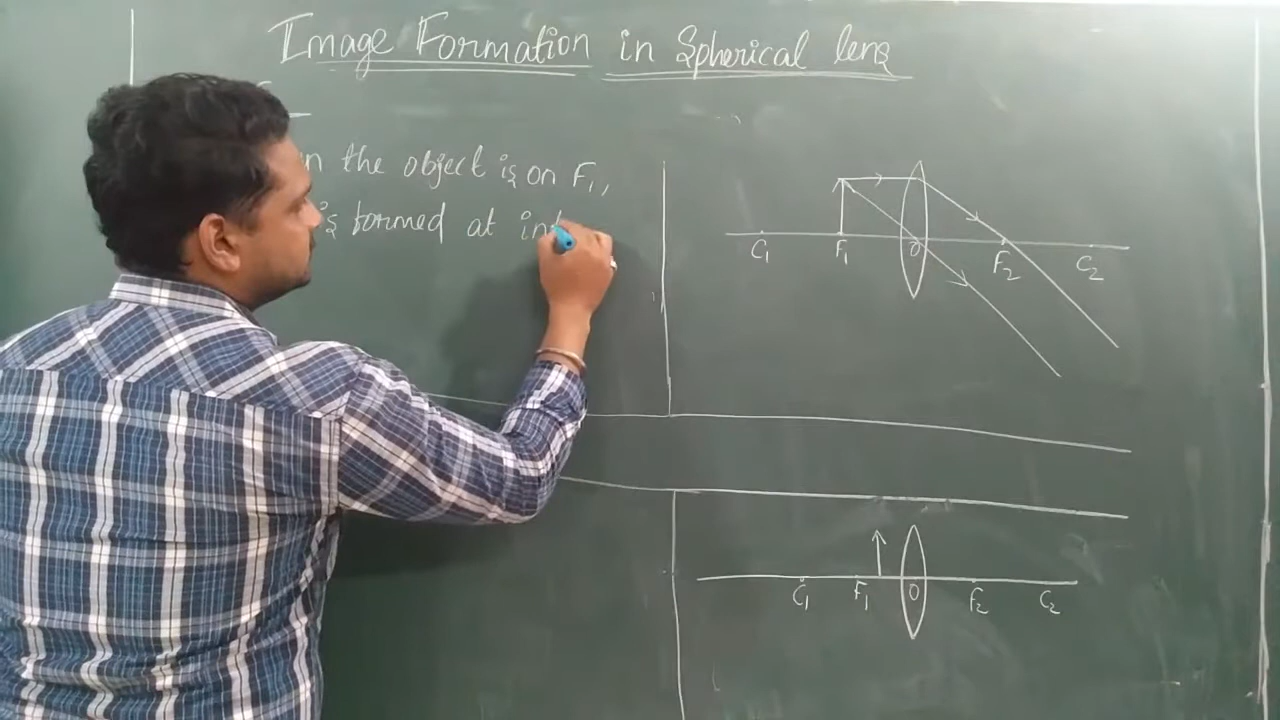 Image Formation in Spherical lens
the object is on F₁,
is formed at
C₁ F₁ O F₂ C₂
C₁ F₁ O F₂ C₂